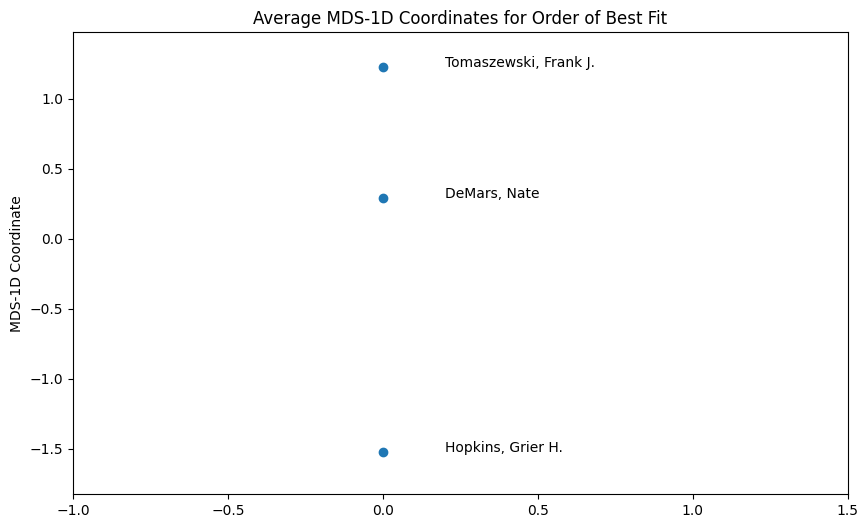 Average MDS-1D Coordinates for Order of Best Fit
MDS-1D Coordinate
1.0
0.5
0.0
−0.5
−1.0
−1.5
Tomaszewski, Frank J.
DeMars, Nate
Hopkins, Grier H.
−1.0
−0.5
0.0
0.5
1.0
1.5